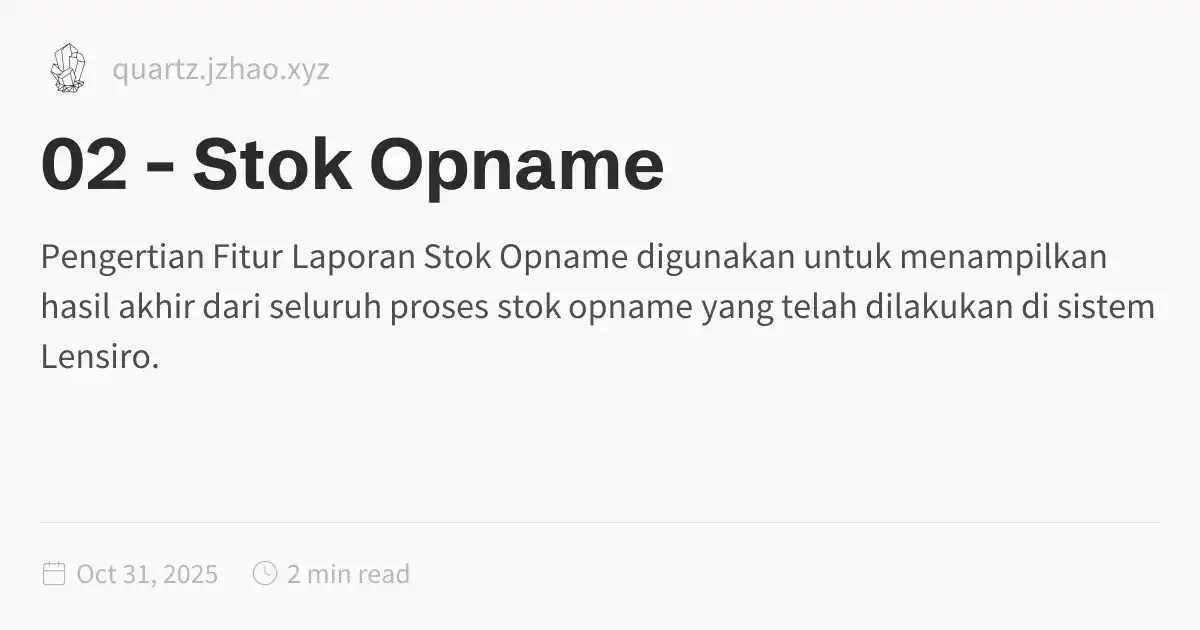 quartz.jzhao.xyz
02 - Stok Opname
Pengertian Fitur Laporan Stok Opname digunakan untuk menampilkan
hasil akhir dari seluruh proses stok opname yang telah dilakukan di sistem
Lensiro.
Oct 31, 2025 2 min read